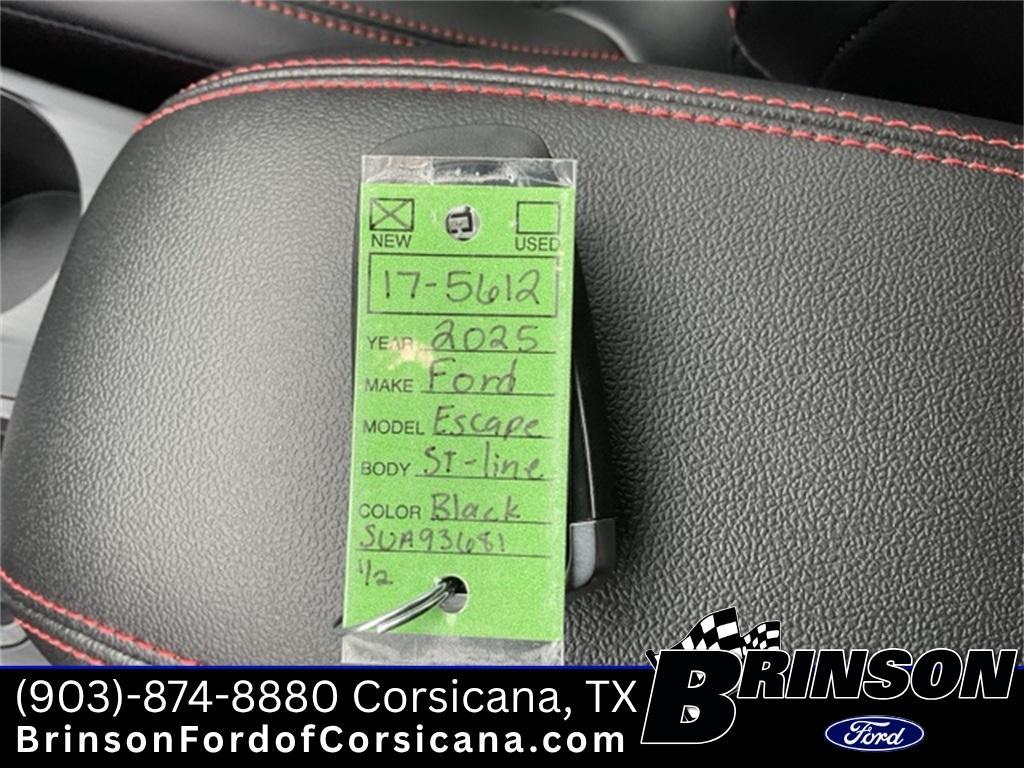 NEW USED
17-5612
YEAR 2025
MAKE Ford
MODEL Escape
BODY ST-line
COLOR Black
SUA93681
1/2
(903)-874-8880 Corsicana, TX
BrinsonFordofCorsicana.com
BRINSON
Ford